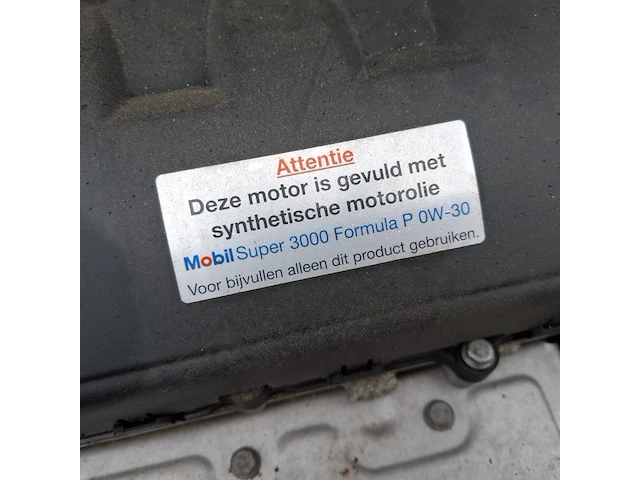 Attentie
Deze motor is gevuld met
synthetische motorolie
Mobil Super 3000 Formula P 0W-30
Voor bijvullen alleen dit product gebruiken.